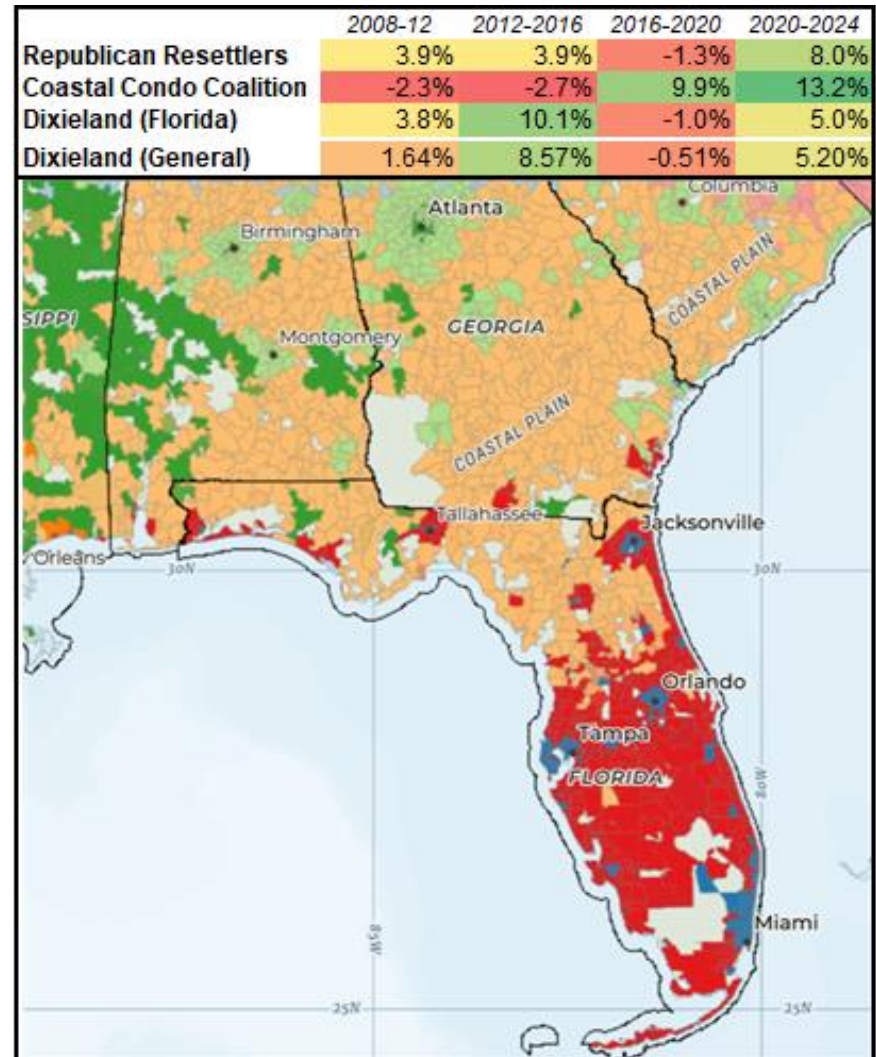 2008-12 2012-2016 2016-2020 2020-2024
Republican Resettlers 3.9% 3.9% -1.3% 8.0%
Coastal Condo Coalition -2.3% -2.7% 9.9% 13.2%
Dixieland (Florida) 3.8% 10.1% -1.0% 5.0%
Dixieland (General) 1.64% 8.57% -0.51% 5.20%
Columbia
Atlanta
Birmingham
COASTAL PLAIN
SIPPI
GEORGIA
Montgomery
COASTAL PLAIN
Tallahassee
Jacksonville
Orleans
30N 30N
Orlando
Tampa
FLORIDA
80W
Miami
85W
25N 25N